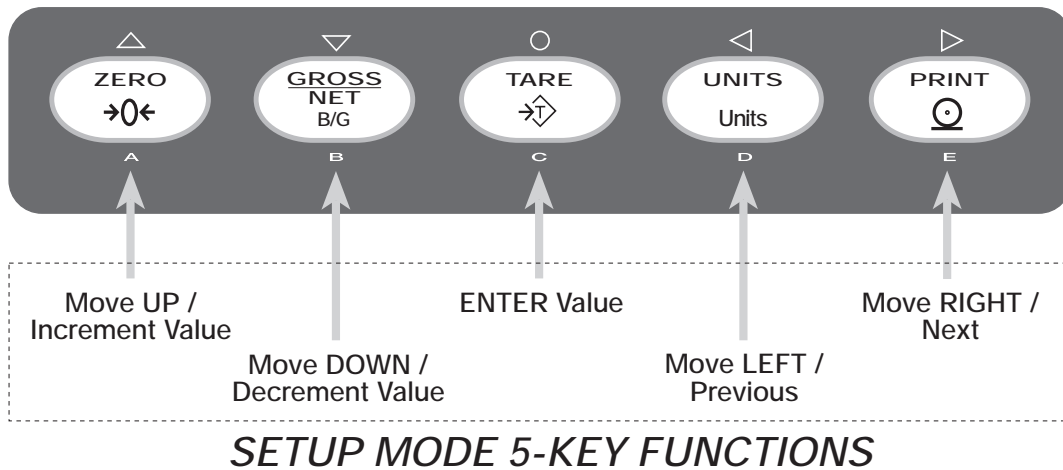 ZERO
GROSS
NET
B/G
TARE
T
UNITS
Units
PRINT
A
B
C
D
E
Move UP /
Increment Value
Move DOWN /
Decrement Value
ENTER Value
Move LEFT /
Previous
Move RIGHT /
Next
SETUP MODE 5-KEY FUNCTIONS